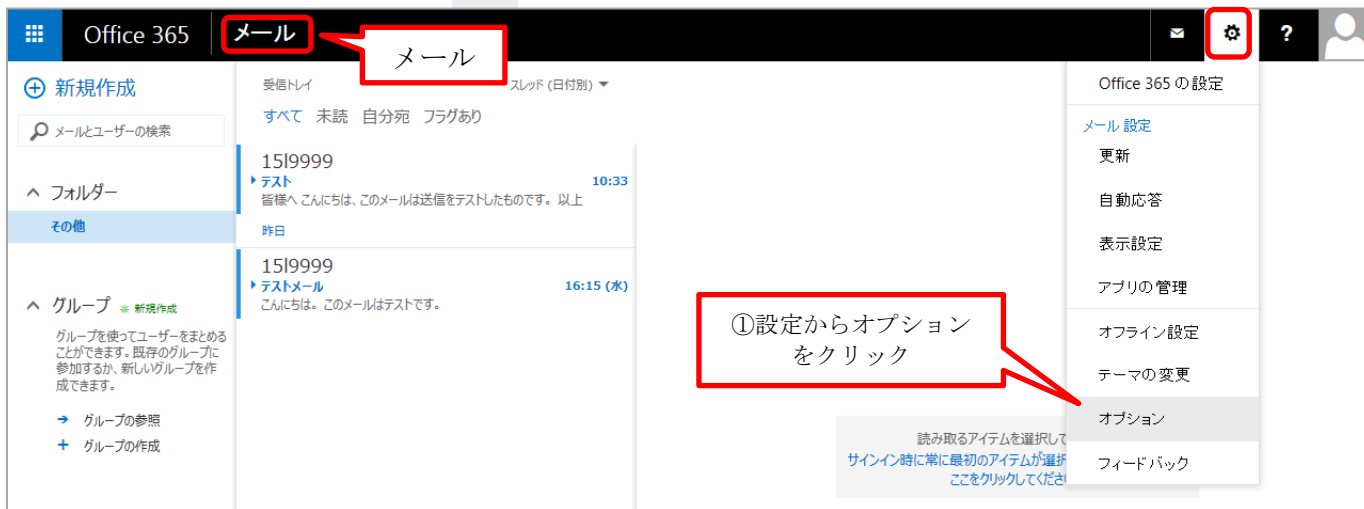 Office 365
メール
メール
?
新規作成
メールとユーザーの検索
フォルダー
その他
グループ ✳ 新規作成
グループを使ってユーザーをまとめる
ことができます。既存のグループに
参加するか、新しいグループを作
成できます。
→ グループの参照
+ グループの作成
受信トレイ
スレッド (日付別) ▼
すべて 未読 自分宛 フラグあり
15l9999
テスト 10:33
皆様へ こんにちは、このメールは送信をテストしたものです。以上
昨日
15l9999
テストメール 16:15 (水)
こんにちは。このメールはテストです。
①設定からオプション
をクリック
読み取るアイテムを選択して
サインイン時に常に最初のアイテムが選択
ここをクリックしてくださ
Office 365 の設定
メール 設定
更新
自動応答
表示設定
アプリの管理
オフライン設定
テーマの変更
オプション
フィードバック